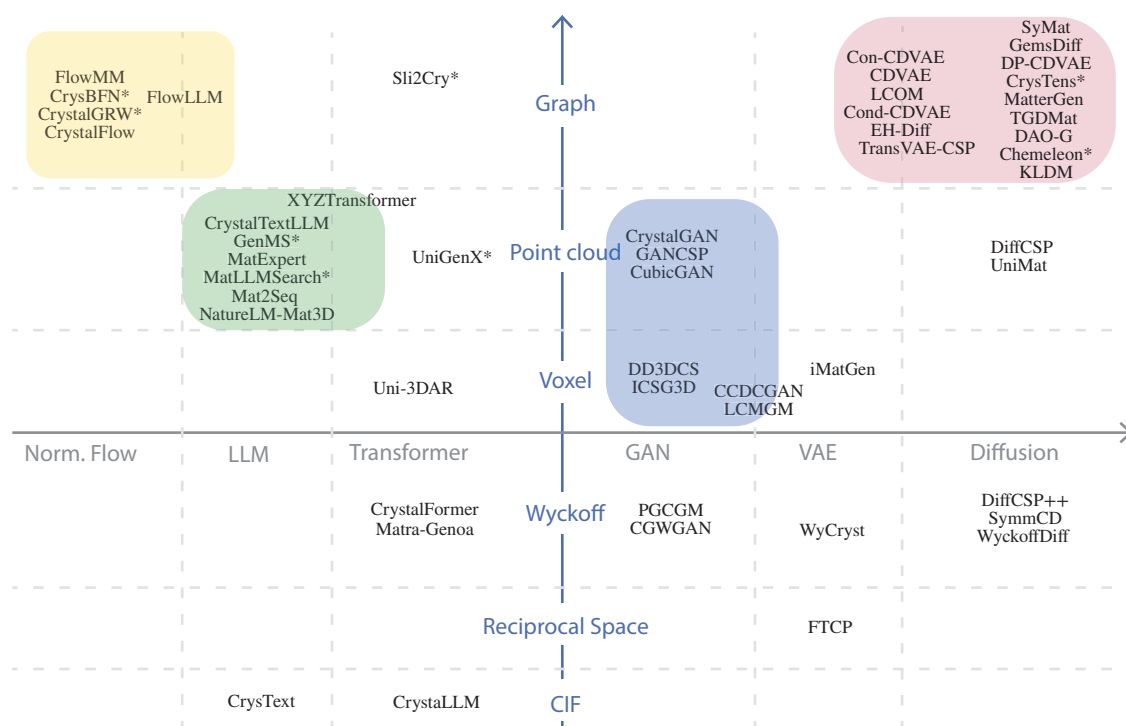 FlowMM
CrysBFN*
CrystalGRW*
CrystalFlow
FlowLLM
Sli2Cry*
Graph
Con-CDVAE
CDVAE
LCOM
Cond-CDVAE
EH-Diff
TransVAE-CSP
SyMat
GemsDiff
DP-CDVAE
CrysTens*
MatterGen
TGDMat
DAO-G
Chemeleon*
KLDM
XYZTransformer
CrystalTextLLM
GenMS*
MatExpert
MatLLMSearch*
Mat2Seq
NatureLM-Mat3D
UniGenX*
Point cloud
CrystalGAN
GANCSP
CubicGAN
DiffCSP
UniMat
Uni-3DAR
Voxel
DD3DCS
ICSG3D
CCDCGAN
LCMGM
iMatGen
Norm. Flow
LLM
Transformer
GAN
VAE
Diffusion
CrystalFormer
Matra-Genoa
Wyckoff
PGCGM
CGWGAN
WyCryst
DiffCSP++
SymmCD
WyckoffDiff
Reciprocal Space
FTCP
CrysText
CrystaLLM
CIF